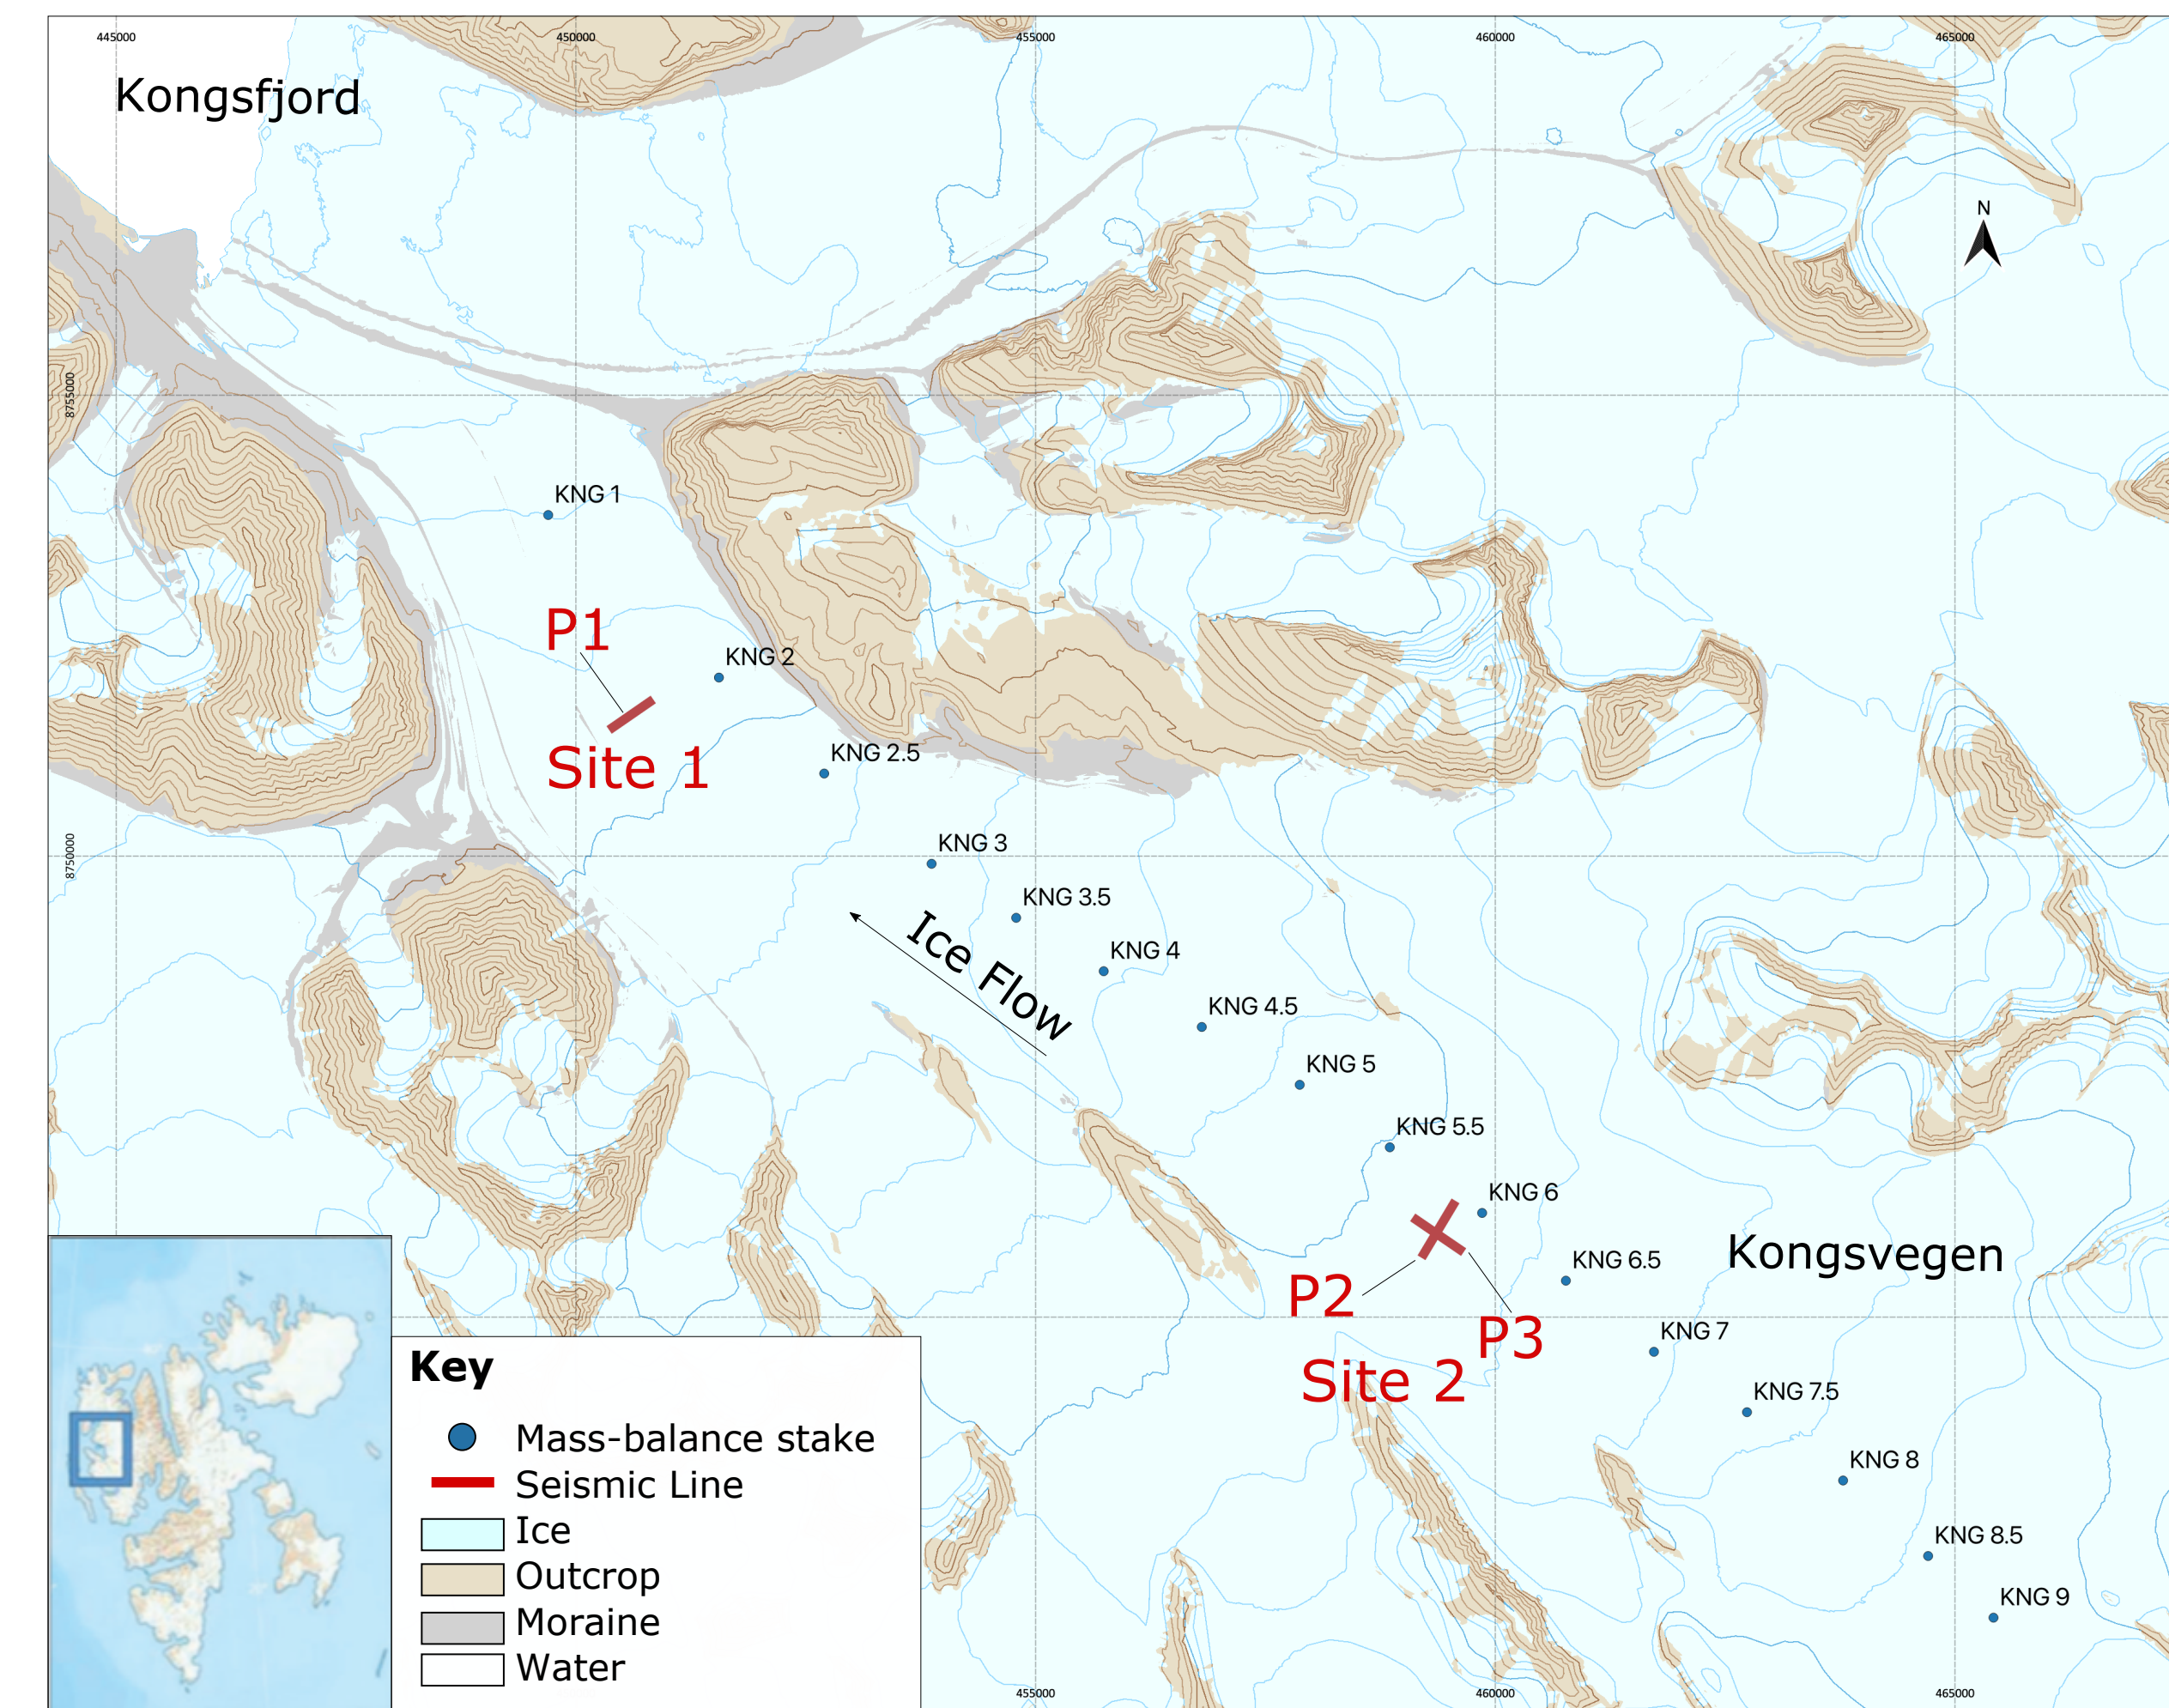 445000
450000
455000
460000
465000
Kongsfjord
N
8755000
KNG 1
P1
KNG 2
Site 1
KNG 2.5
8750000
KNG 3
KNG 3.5
Ice Flow
KNG 4
KNG 4.5
KNG 5
KNG 5.5
KNG 6
Kongsvegen
KNG 6.5
P2
P3
KNG 7
Site 2
KNG 7.5
KNG 8
KNG 8.5
KNG 9
Key
Mass-balance stake
Seismic Line
Ice
Outcrop
Moraine
Water
455000
460000
465000